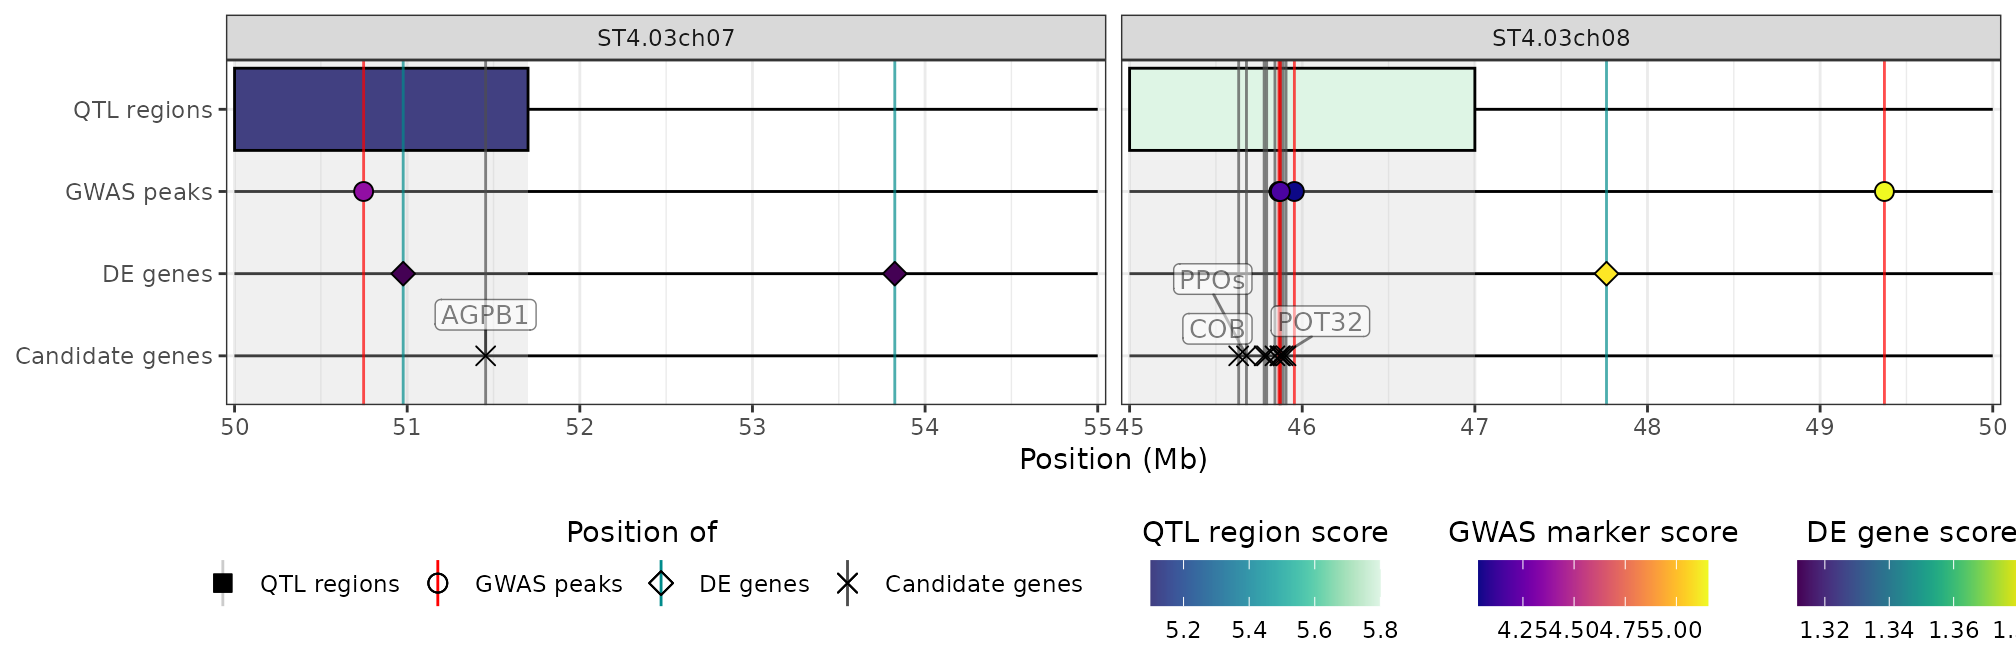 ST4.03ch07
ST4.03ch08
QTL regions
GWAS peaks
DE genes
Candidate genes
AGPB1
PPOs
COB
POT32
50 51 52 53 54 55
45 46 47 48 49 50
Position (Mb)
Position of
QTL regions GWAS peaks DE genes Candidate genes
QTL region score
5.2 5.4 5.6 5.8
GWAS marker score
4.25 4.50 4.75 5.00
DE gene score
1.32 1.34 1.36 1.